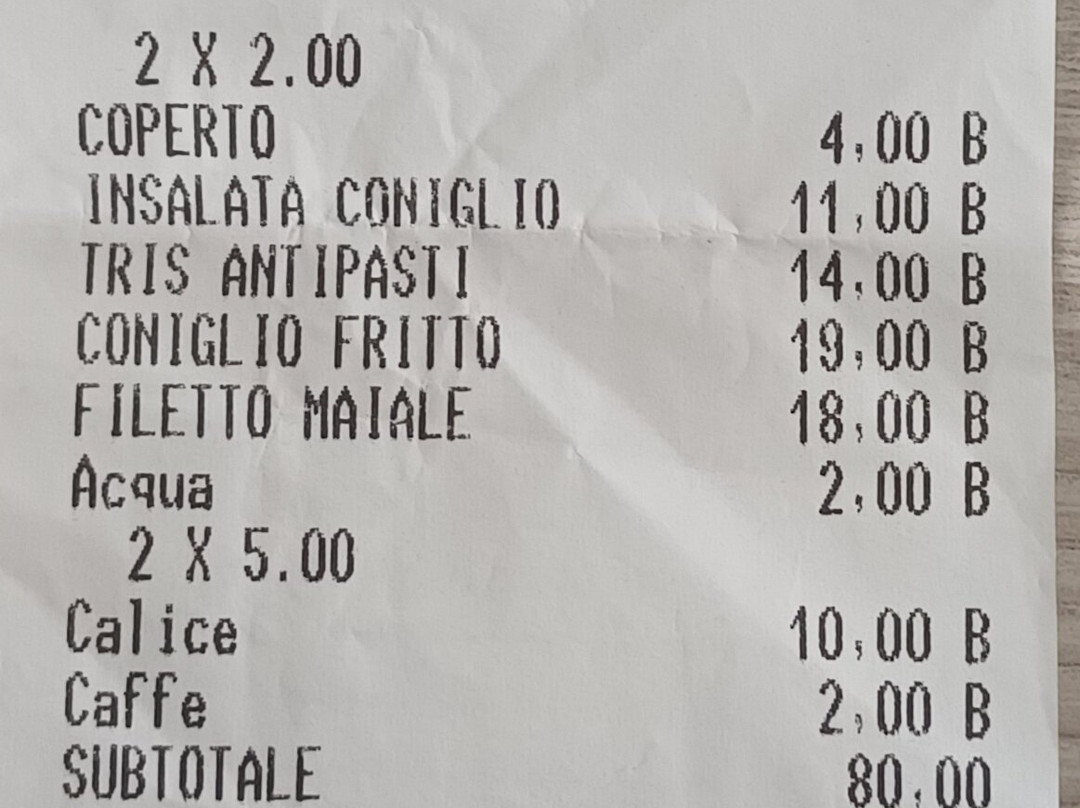 2 X 2.00
COPERTO 4,00 B
INSALATA CONIGLIO 11,00 B
TRIS ANTIPASTI 14,00 B
CONIGLIO FRITTO 19,00 B
FILETTO MAIALE 18,00 B
Acqua 2,00 B
2 X 5.00
Calice 10,00 B
Caffe 2,00 B
SUBTOTALE 80,00